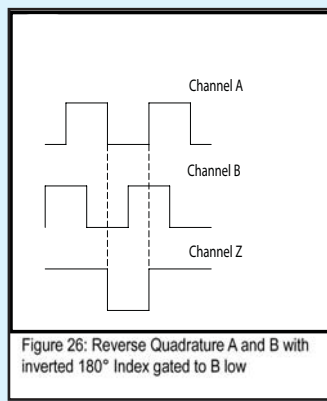 Channel A
Channel B
Channel Z
Figure 26: Reverse Quadrature A and B with
inverted 180° Index gated to B low